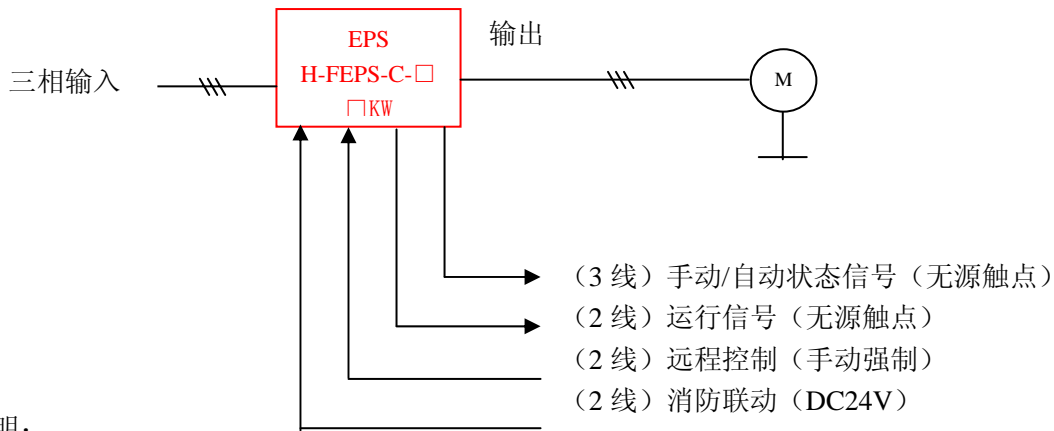 EPS
H-FEPS-C-□
□KW
输出
三相输入
M
（3 线）手动/自动状态信号（无源触点）
（2 线）运行信号（无源触点）
（2 线）远程控制（手动强制）
（2 线）消防联动（DC24V）